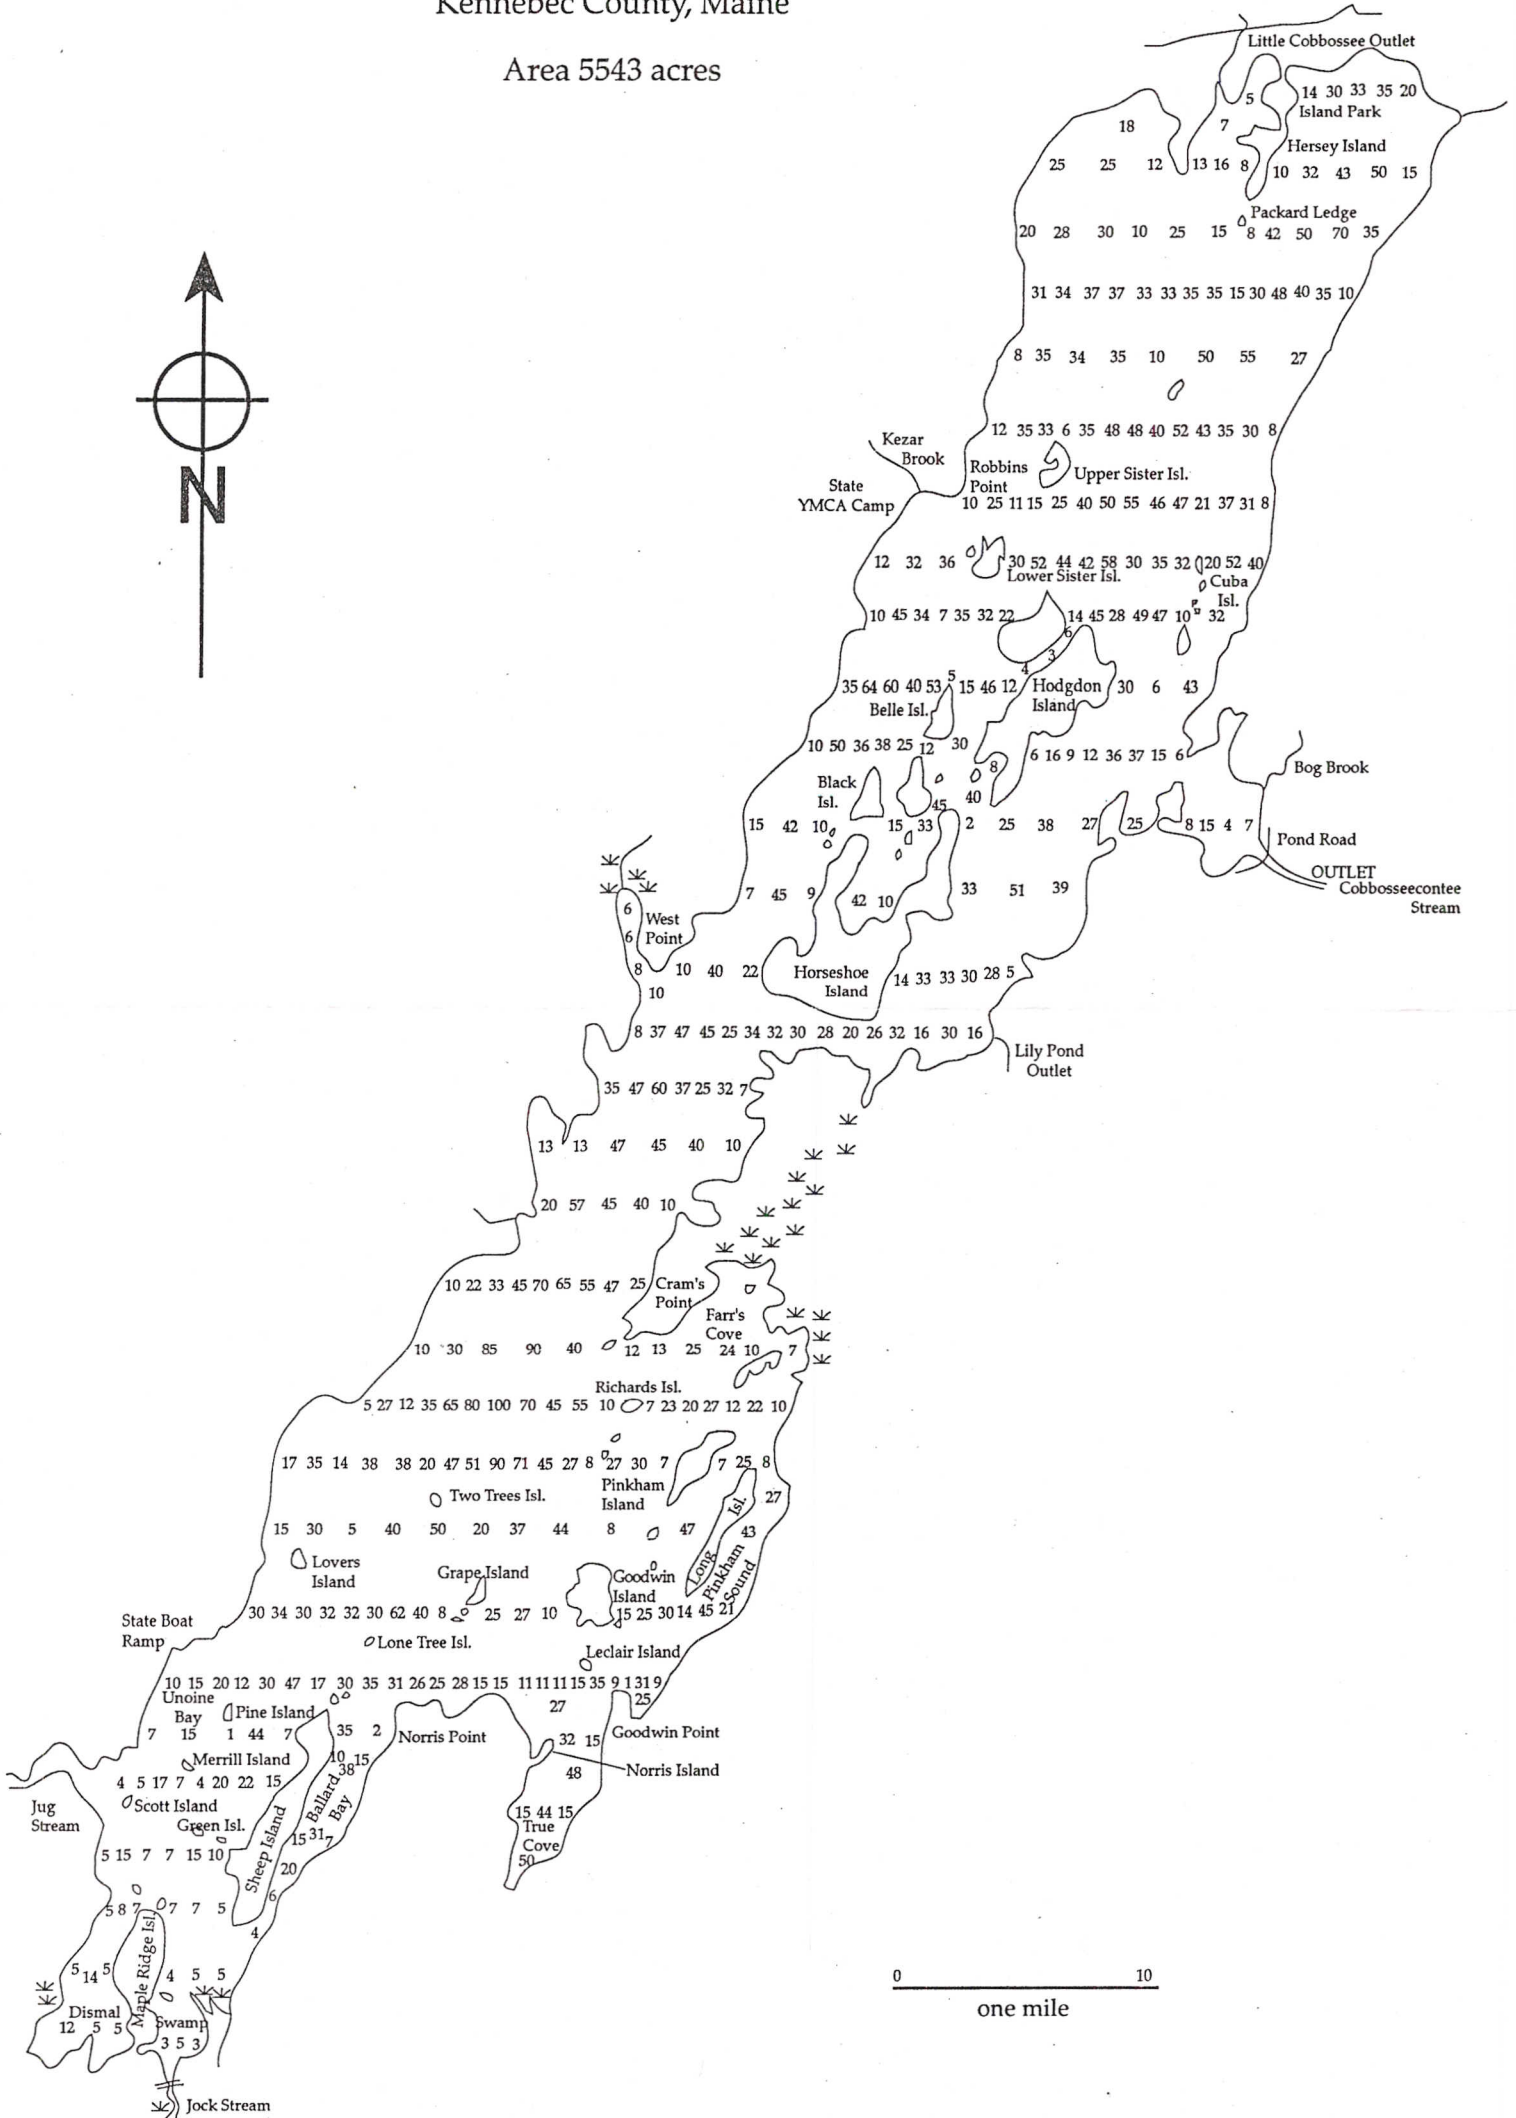 Kennebec County, Maine
Area 5543 acres
Little Cobbossee Outlet
5
14 30 33 35 20
Island Park
18
7
Hersey Island
25 25 12 13 16 8
10 32 43 50 15
Packard Ledge
20 28 30 10 25 15 8 42 50 70 35
31 34 37 37 33 33 35 35 15 30 48 40 35 10
8 35 34 35 10 50 55 27
12 35 33 6 35 48 48 40 52 43 35 30 8
Kezar
Brook
Robbins
Point
Upper Sister Isl.
State
YMCA Camp
10 25 11 15 25 40 50 55 46 47 21 37 31 8
N
12 32 36 30 52 44 42 58 30 35 32 20 52 40
Lower Sister Isl.
Cuba
Isl.
10 45 34 7 35 32 22 14 45 28 49 47 10 32
6
3
4
5
35 64 60 40 53 15 46 12 Hodgdon 30 6 43
Island
Belle Isl.
10 50 36 38 25 12 30
6 16 9 12 36 37 15 6
8
Bog Brook
Black
Isl.
45 40
15 42 10 15 33 2 25 38 27 25 8 15 4 7
Pond Road
OUTLET
Cobbosseecontee
Stream
7 45 9 42 10 33 51 39
6
West
Point
6
8 10 40 22 Horseshoe
Island
14 33 33 30 28 5
10
8 37 47 45 25 34 32 30 28 20 26 32 16 30 16
Lily Pond
Outlet
35 47 60 37 25 32 7
13 13 47 45 40 10
20 57 45 40 10
10 22 33 45 70 65 55 47 25 Cram's
Point
Farr's
Cove
10 30 85 90 40 12 13 25 24 10 7
Richards Isl.
5 27 12 35 65 80 100 70 45 55 10 7 23 20 27 12 22 10
17 35 14 38 38 20 47 51 90 71 45 27 8 27 30 7 7 25 8
Pinkham
Island
Two Trees Isl.
27
15 30 5 40 50 20 37 44 8 47 43
Long Isl.
Pinkham
Sound
Lovers
Island
Grape Island
Goodwin
Island
30 34 30 32 32 30 62 40 8 25 27 10 15 25 30 14 45 21
State Boat
Ramp
Lone Tree Isl.
Leclair Island
10 15 20 12 30 47 17 30 35 31 26 25 28 15 15 11 11 11 15 35 9 1 31 9
Unoine
Bay
Pine Island
27
25
7 15 1 44 7 35 2
Norris Point
32 15
Goodwin Point
Merrill Island
10 15
38
Norris Island
48
4 5 17 7 4 20 22 15
Scott Island
Jug
Stream
Green Isl.
Ballard
Bay
15 44 15
True
Cove
50
15 31 7
5 15 7 7 15 10
Sheep Island
20
6
5 8 7 7 7 5
4
Maple Ridge Isl.
5 14 5 4 5 5
0 10
one mile
Dismal
Swamp
12 5 5
3 5 3
Jock Stream